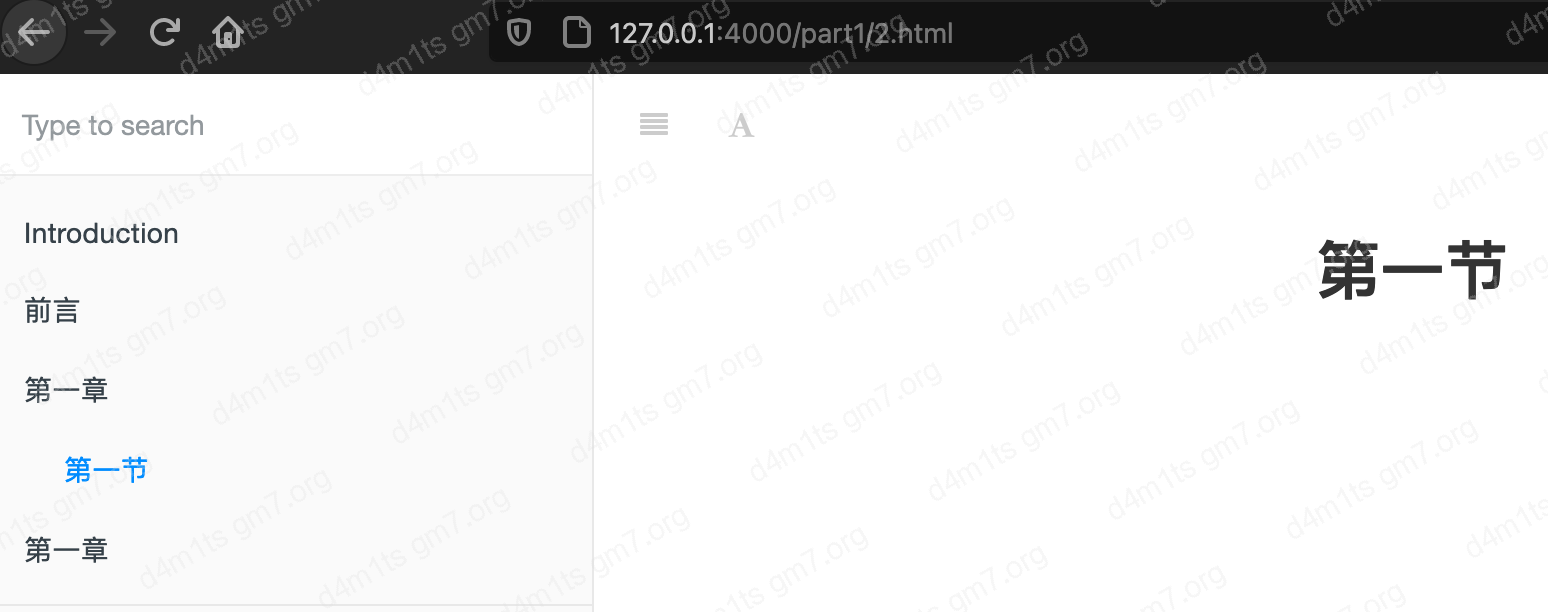 127.0.0.1:4000/part1/2.html
Type to search
A
Introduction
前言
第一章
第一节
第一章
第一节
d4m1ts gm7.org